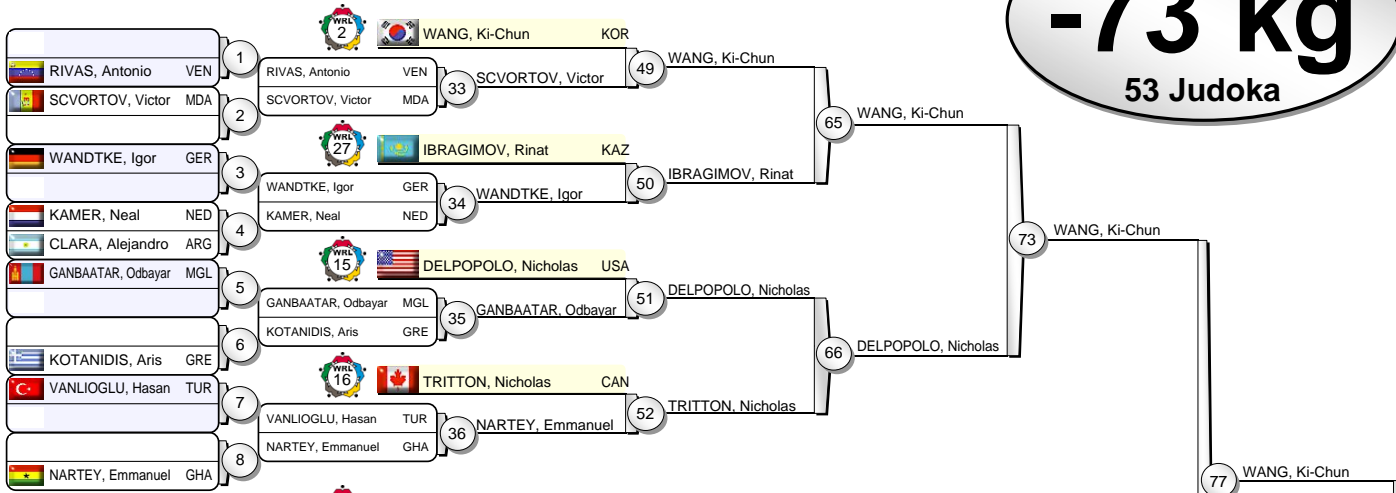 -73 kg
53 Judoka
WRL 2 WANG, Ki-Chun KOR
1
RIVAS, Antonio VEN
SCVORTOV, Victor MDA
2
RIVAS, Antonio VEN
SCVORTOV, Victor MDA
33
SCVORTOV, Victor
49
WANG, Ki-Chun
WRL 27 IBRAGIMOV, Rinat KAZ
WANDTKE, Igor GER
3
KAMER, Neal NED
CLARA, Alejandro ARG
4
WANDTKE, Igor GER
KAMER, Neal NED
34
WANDTKE, Igor
50
IBRAGIMOV, Rinat
65
WANG, Ki-Chun
WRL 15 DELPOPOLO, Nicholas USA
GANBAATAR, Odbayar MGL
5
6
KOTANIDIS, Aris GRE
GANBAATAR, Odbayar MGL
KOTANIDIS, Aris GRE
35
GANBAATAR, Odbayar
51
DELPOPOLO, Nicholas
WRL 16 TRITTON, Nicholas CAN
VANLIOGLU, Hasan TUR
7
8
NARTEY, Emmanuel GHA
VANLIOGLU, Hasan TUR
NARTEY, Emmanuel GHA
36
NARTEY, Emmanuel
52
TRITTON, Nicholas
66
DELPOPOLO, Nicholas
73
WANG, Ki-Chun
77
WANG, Ki-Chun